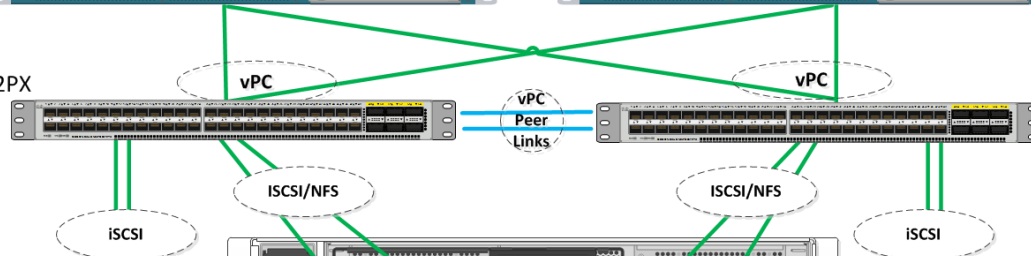 vPC
vPC
2PX
vPC
Peer
Links
ISCSI/NFS
ISCSI/NFS
iSCSI
iSCSI